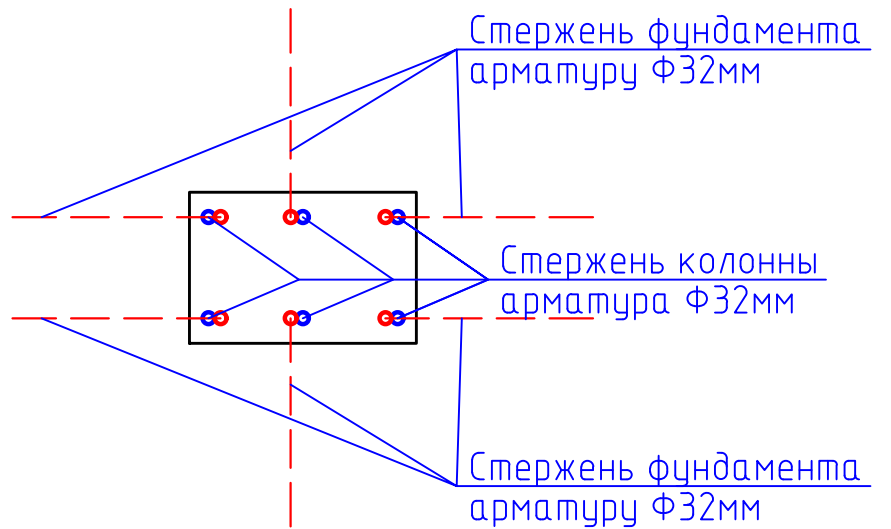 Стержень фундамента
арматуру Ф32мм
Стержень колонны
арматура Ф32мм
Стержень фундамента
арматуру Ф32мм